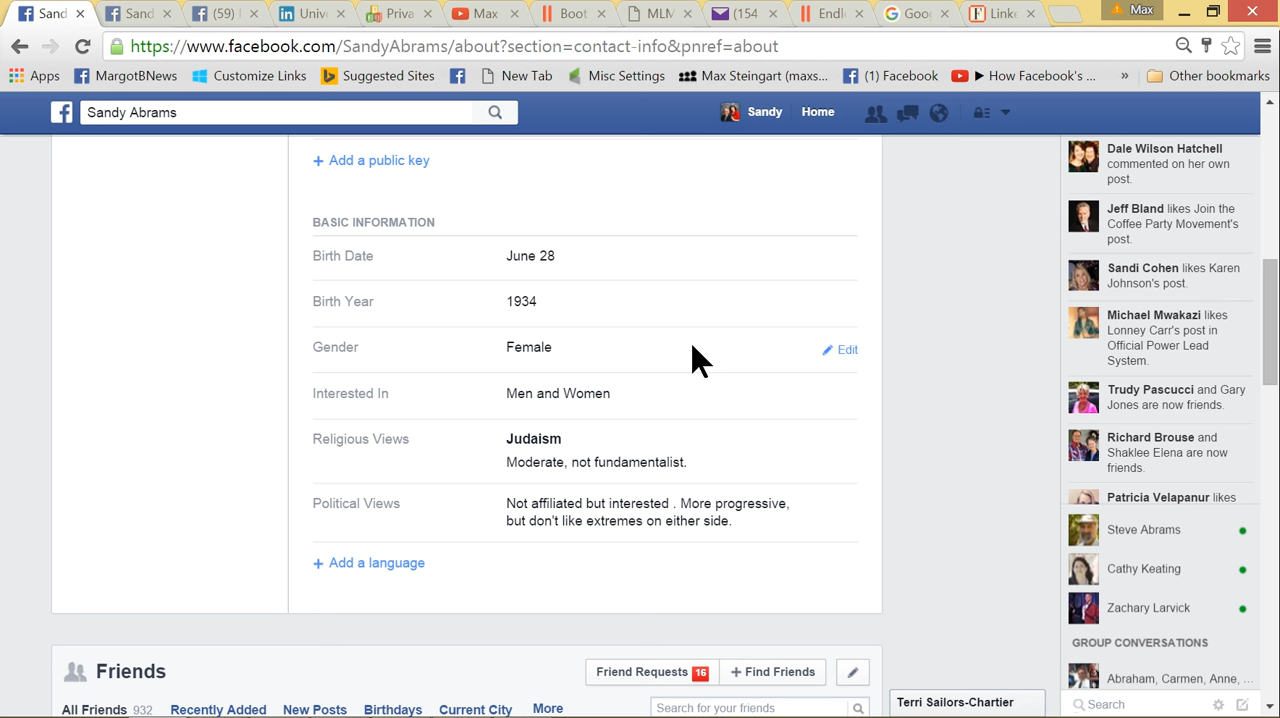 Sand
Sand
(59)
Univ
Priva
Max
Boot
MLM
(154
Endl
Goo
Linke
Max
https://www.facebook.com/SandyAbrams/about?section=contact-info&pnref=about
Apps
MargotBNews
Customize Links
Suggested Sites
New Tab
Misc Settings
Max Steingart (maxs...
(1) Facebook
How Facebook's ...
»
Other bookmarks
Sandy Abrams
Sandy
Home
+ Add a public key
BASIC INFORMATION
Birth Date June 28
Birth Year 1934
Gender Female Edit
Interested In Men and Women
Religious Views Judaism
Moderate, not fundamentalist.
Political Views Not affiliated but interested . More progressive,
but don't like extremes on either side.
+ Add a language
Friends
Friend Requests 16
+ Find Friends
All Friends 932 Recently Added New Posts Birthdays Current City More
Search for your friends
Dale Wilson Hatchell
commented on her own
post.
Jeff Bland likes Join the
Coffee Party Movement's
post.
Sandi Cohen likes Karen
Johnson's post.
Michael Mwakazi likes
Lonney Carr's post in
Official Power Lead
System.
Trudy Pascucci and Gary
Jones are now friends.
Richard Brouse and
Shaklee Elena are now
friends.
Patricia Velapanur likes
Steve Abrams
Cathy Keating
Zachary Larvick
GROUP CONVERSATIONS
Abraham, Carmen, Anne, ...
Terri Sailors-Chartier
Search